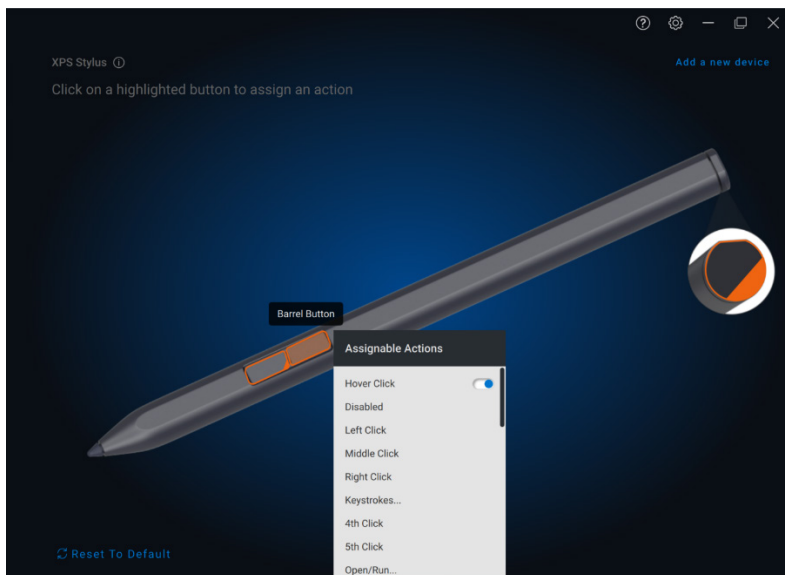 XPS Stylus
Add a new device
Click on a highlighted button to assign an action
Barrel Button
Assignable Actions
Hover Click
Disabled
Left Click
Middle Click
Right Click
Keystrokes...
4th Click
5th Click
Open/Run...
Reset To Default